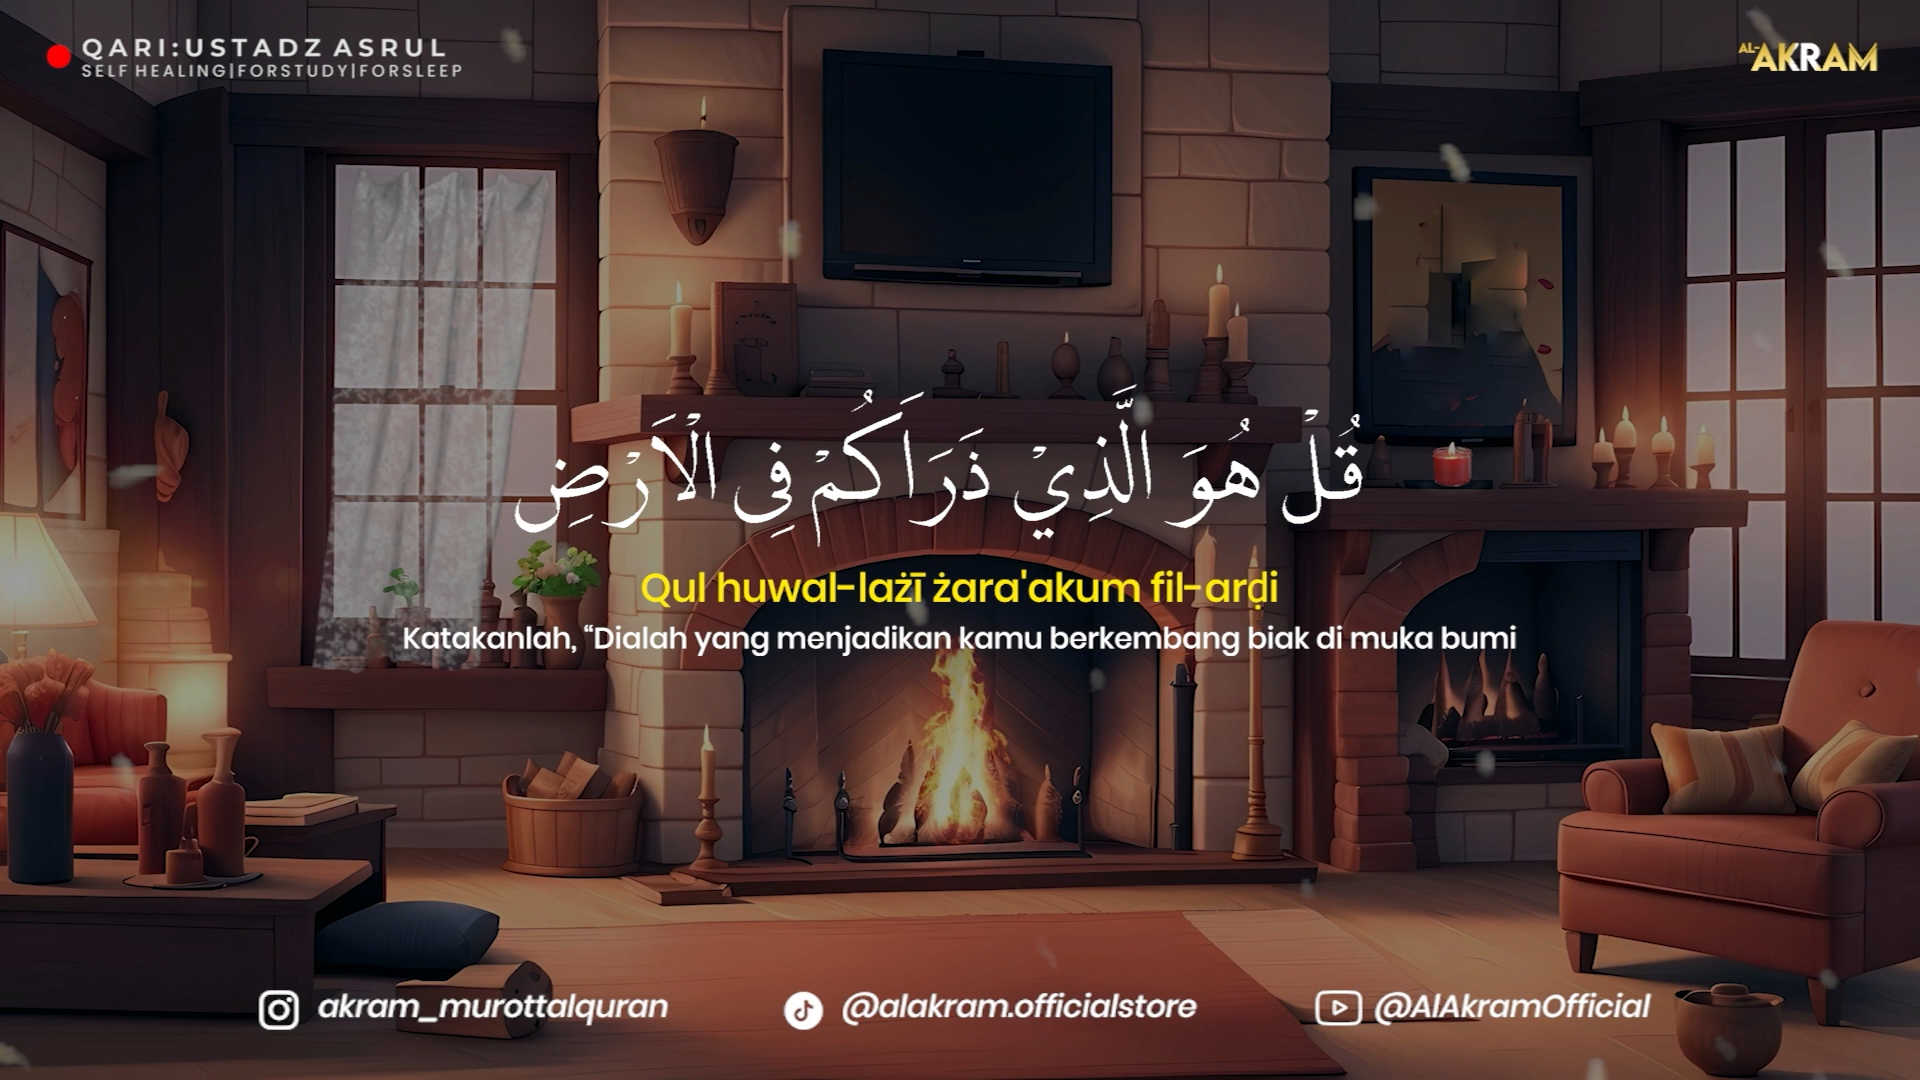 QARI:USTADZ ASRUL
SELF HEALING|FORSTUDY|FORSLEEP
AL-AKRAM
قُلْ هُوَ الَّذِيْ ذَرَاَكُمْ فِى الْاَرْضِ
Qul huwal-lażī żara'akum fil-arḍi
Katakanlah, “Dialah yang menjadikan kamu berkembang biak di muka bumi
akram_murottalquran
@alakram.officialstore
@AlAkramOfficial